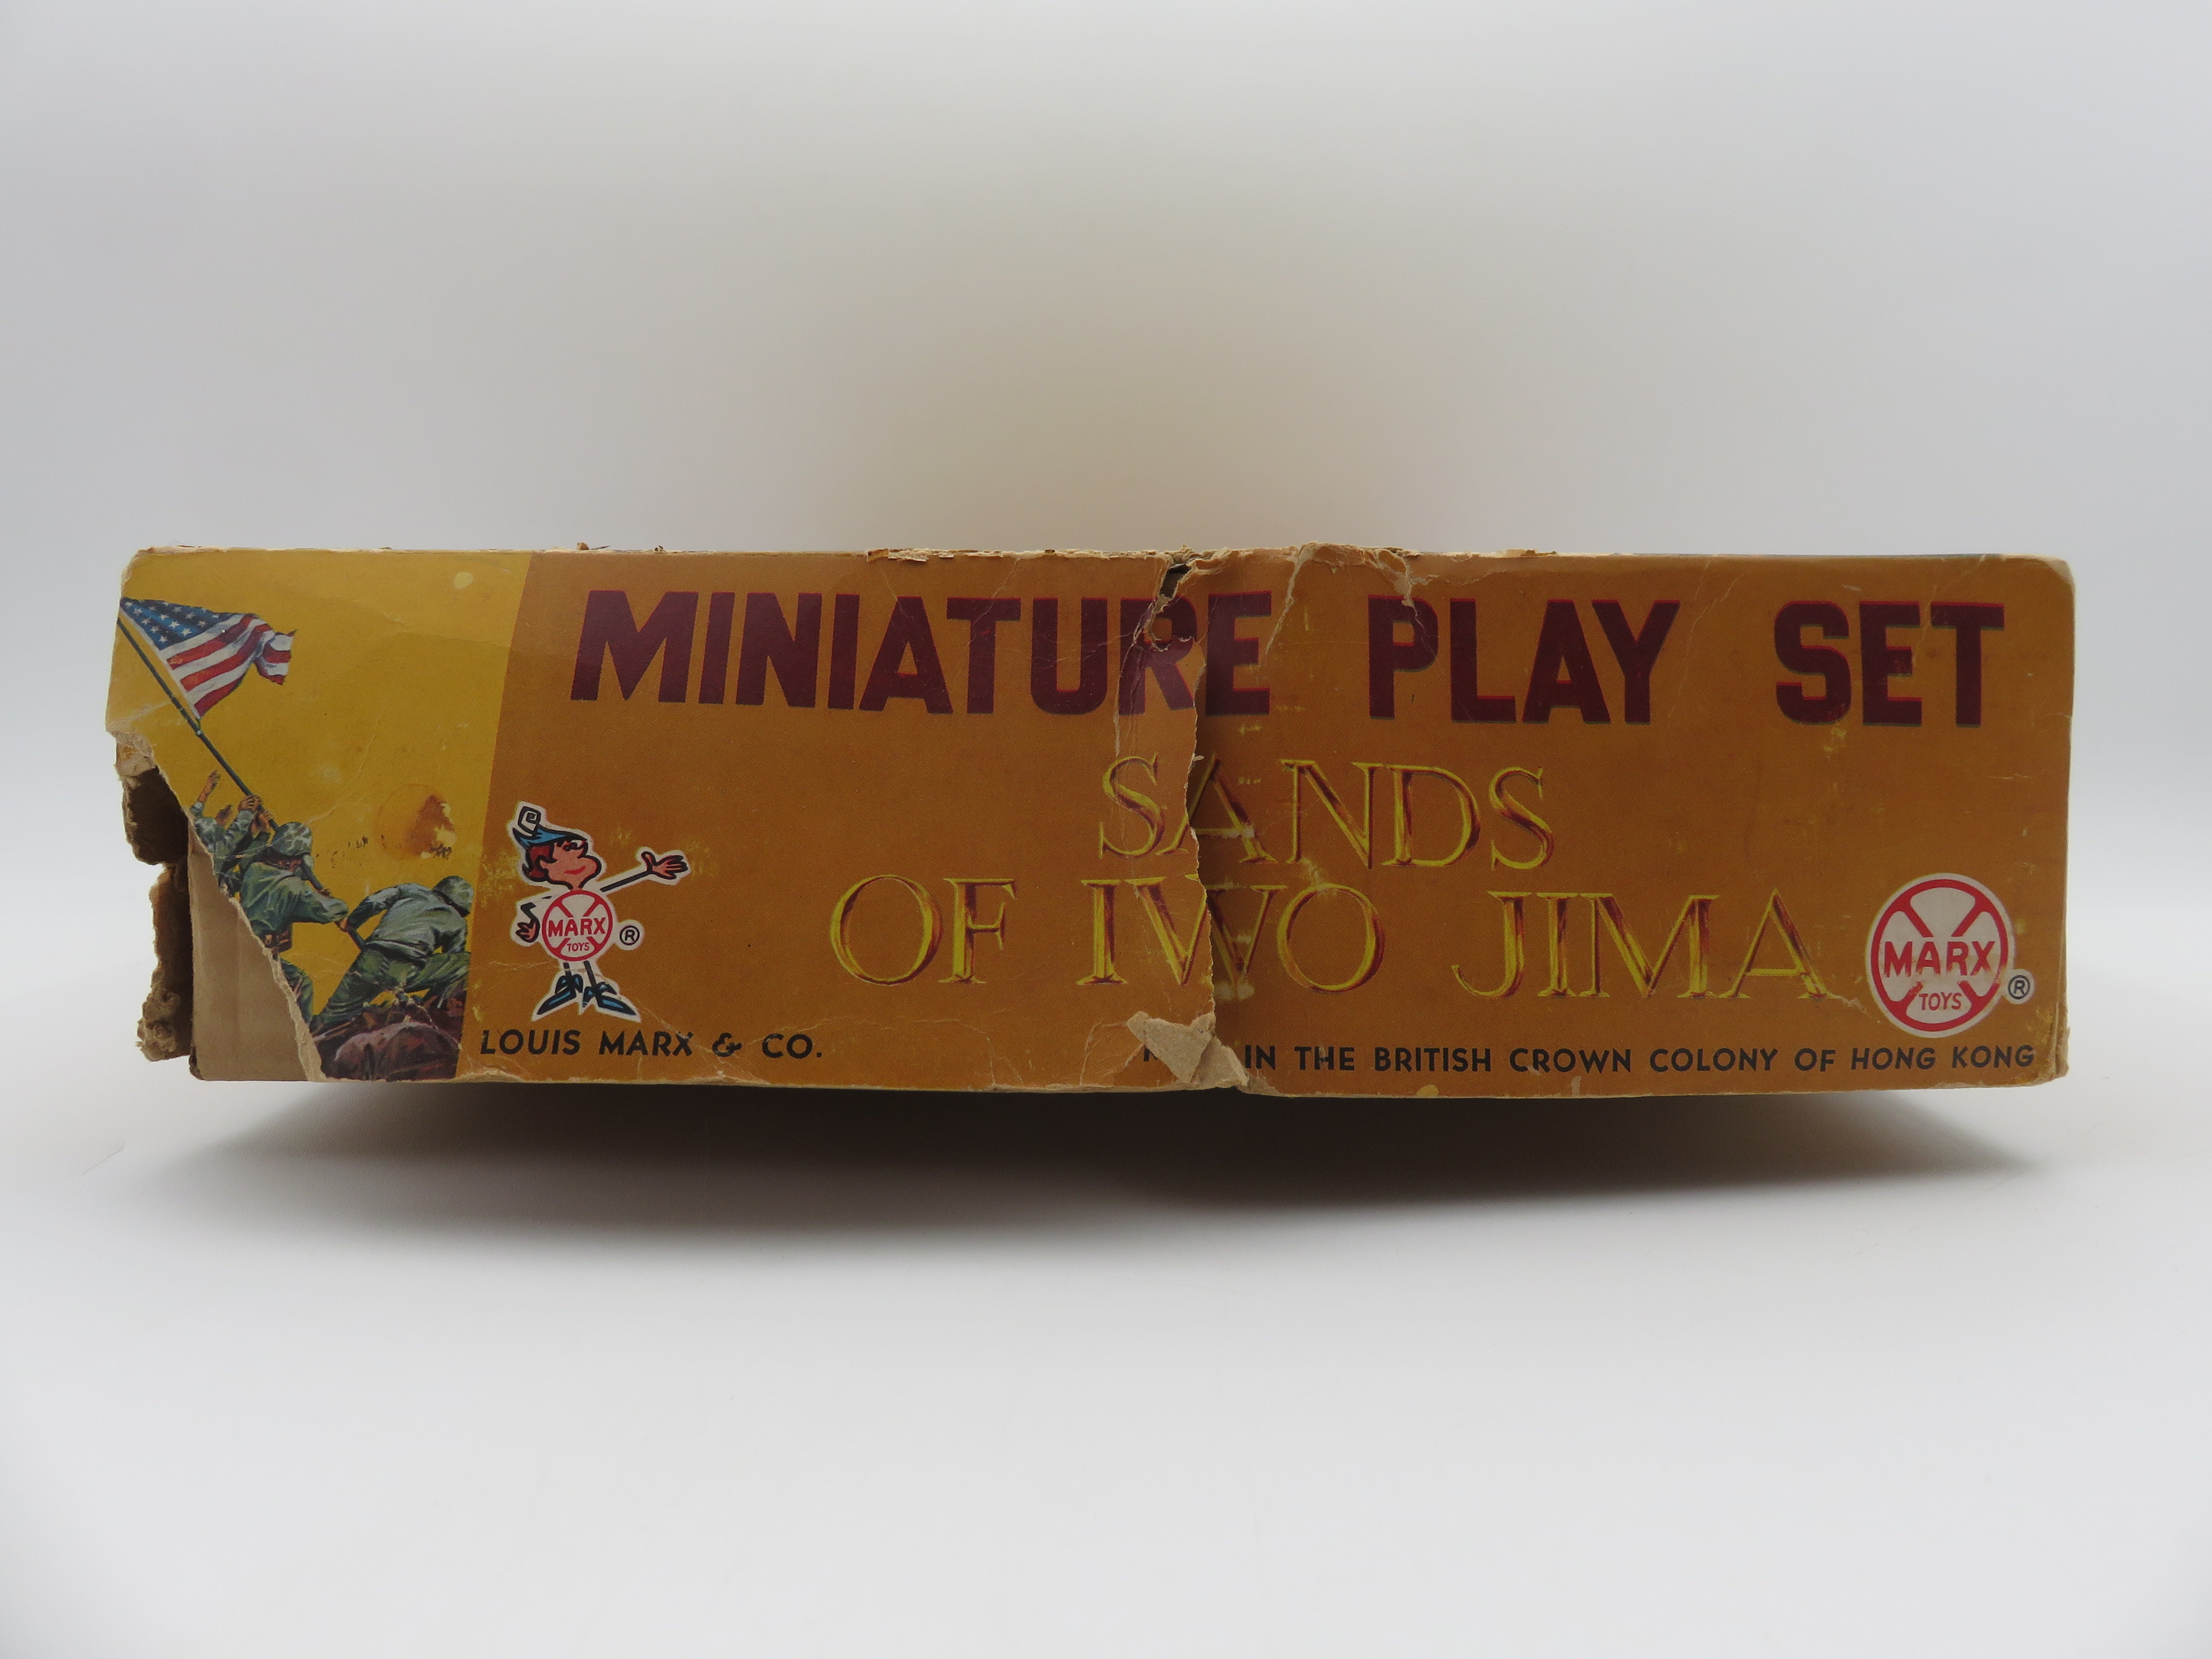 MINIATURE PLAY SET
SANDS
OF IWO JIMA
MARX
TOYS
®
MARX
TOYS
®
LOUIS MARX & CO.
IN THE BRITISH CROWN COLONY OF HONG KONG